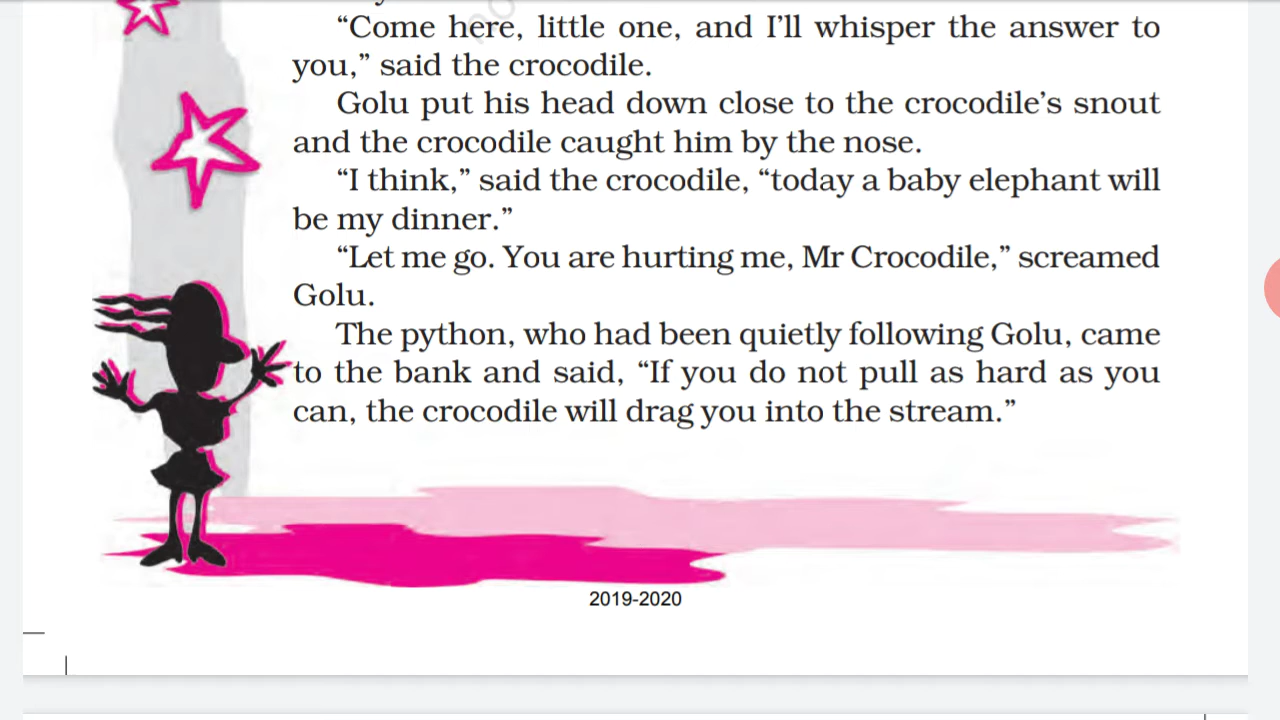 “Come here, little one, and I’ll whisper the answer to
you,” said the crocodile.
Golu put his head down close to the crocodile’s snout
and the crocodile caught him by the nose.
“I think,” said the crocodile, “today a baby elephant will
be my dinner.”
“Let me go. You are hurting me, Mr Crocodile,” screamed
Golu.
The python, who had been quietly following Golu, came
to the bank and said, “If you do not pull as hard as you
can, the crocodile will drag you into the stream.”
2019-2020